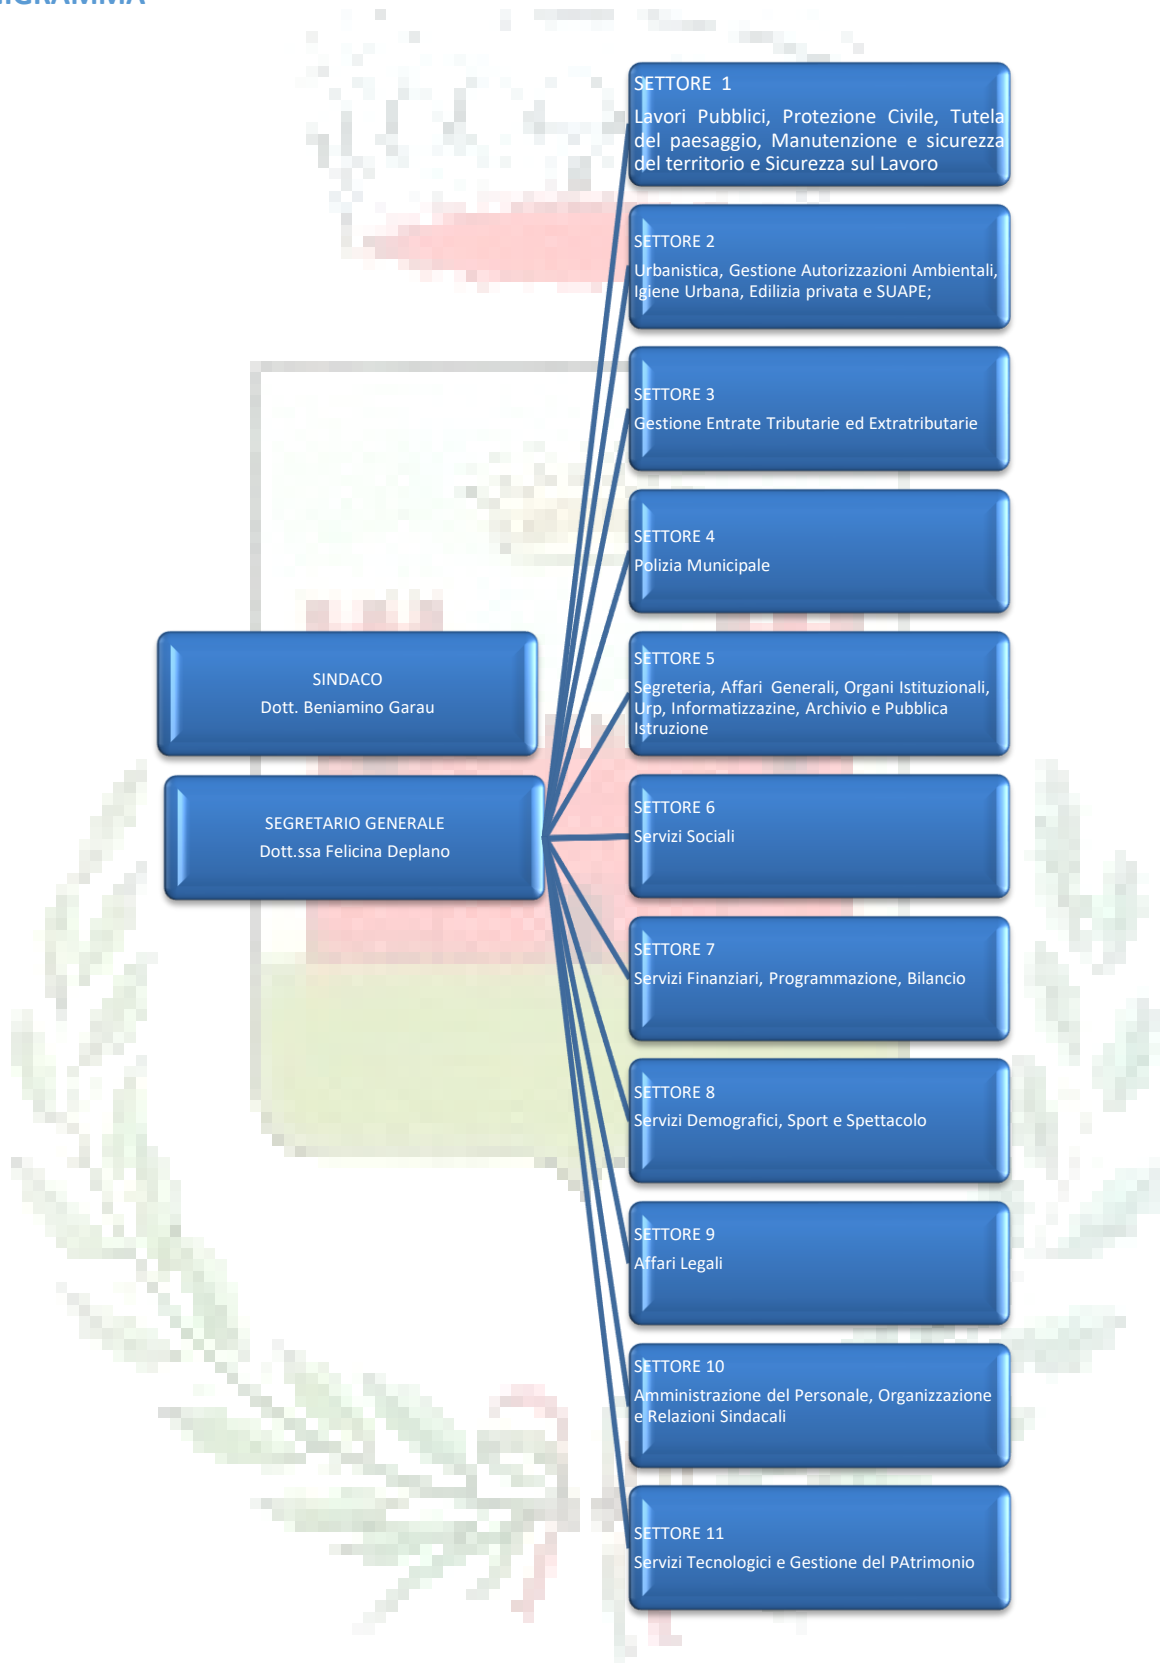 SETTORE 1
Lavori Pubblici, Protezione Civile, Tutela
del paesaggio, Manutenzione e sicurezza
del territorio e Sicurezza sul Lavoro
SETTORE 2
Urbanistica, Gestione Autorizzazioni Ambientali,
Igiene Urbana, Edilizia privata e SUAPE;
SETTORE 3
Gestione Entrate Tributarie ed Extratributarie
SETTORE 4
Polizia Municipale
SINDACO
Dott. Beniamino Garau
SEGRETARIO GENERALE
Dott.ssa Felicina Deplano
SETTORE 5
Segreteria, Affari Generali, Organi Istituzionali,
Urp, Informatizzazine, Archivio e Pubblica
Istruzione
SETTORE 6
Servizi Sociali
SETTORE 7
Servizi Finanziari, Programmazione, Bilancio
SETTORE 8
Servizi Demografici, Sport e Spettacolo
SETTORE 9
Affari Legali
SETTORE 10
Amministrazione del Personale, Organizzazione
e Relazioni Sindacali
SETTORE 11
Servizi Tecnologici e Gestione del PAtrimonio